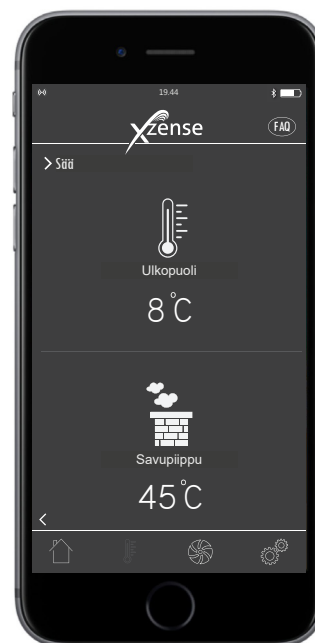 19.44
xzense
FAQ
> Sää
Ulkopuoli
8°C
Savupiippu
45°C
<